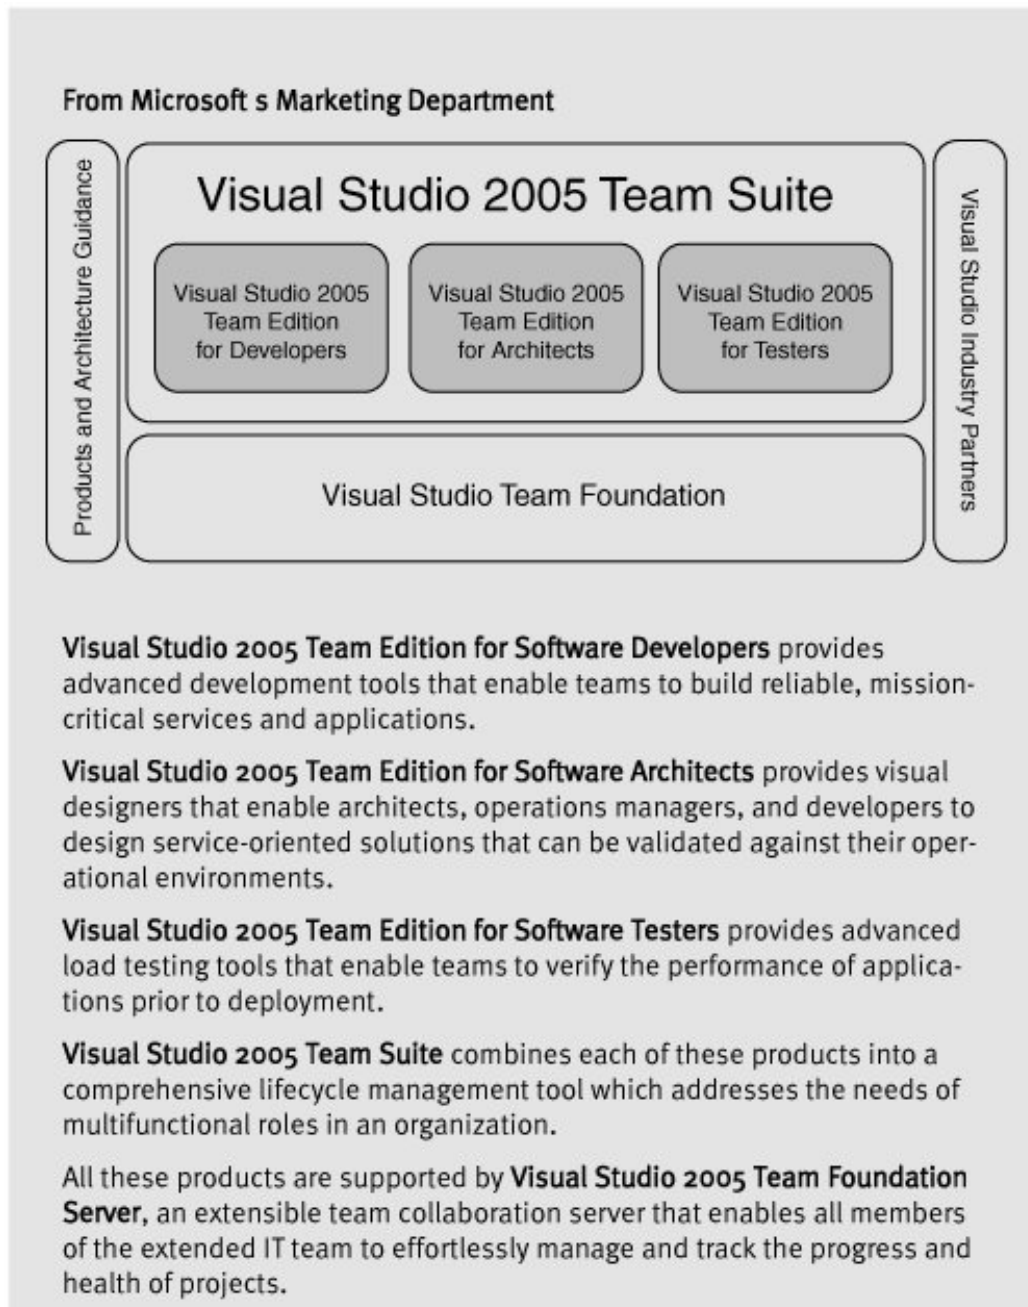 From Microsoft s Marketing Department
Products and Architecture Guidance
Visual Studio 2005 Team Suite
Visual Studio 2005
Team Edition
for Developers
Visual Studio 2005
Team Edition
for Architects
Visual Studio 2005
Team Edition
for Testers
Visual Studio Team Foundation
Visual Studio Industry Partners
Visual Studio 2005 Team Edition for Software Developers provides
advanced development tools that enable teams to build reliable, mission-
critical services and applications.
Visual Studio 2005 Team Edition for Software Architects provides visual
designers that enable architects, operations managers, and developers to
design service-oriented solutions that can be validated against their oper-
ational environments.
Visual Studio 2005 Team Edition for Software Testers provides advanced
load testing tools that enable teams to verify the performance of applica-
tions prior to deployment.
Visual Studio 2005 Team Suite combines each of these products into a
comprehensive lifecycle management tool which addresses the needs of
multifunctional roles in an organization.
All these products are supported by Visual Studio 2005 Team Foundation
Server, an extensible team collaboration server that enables all members
of the extended IT team to effortlessly manage and track the progress and
health of projects.